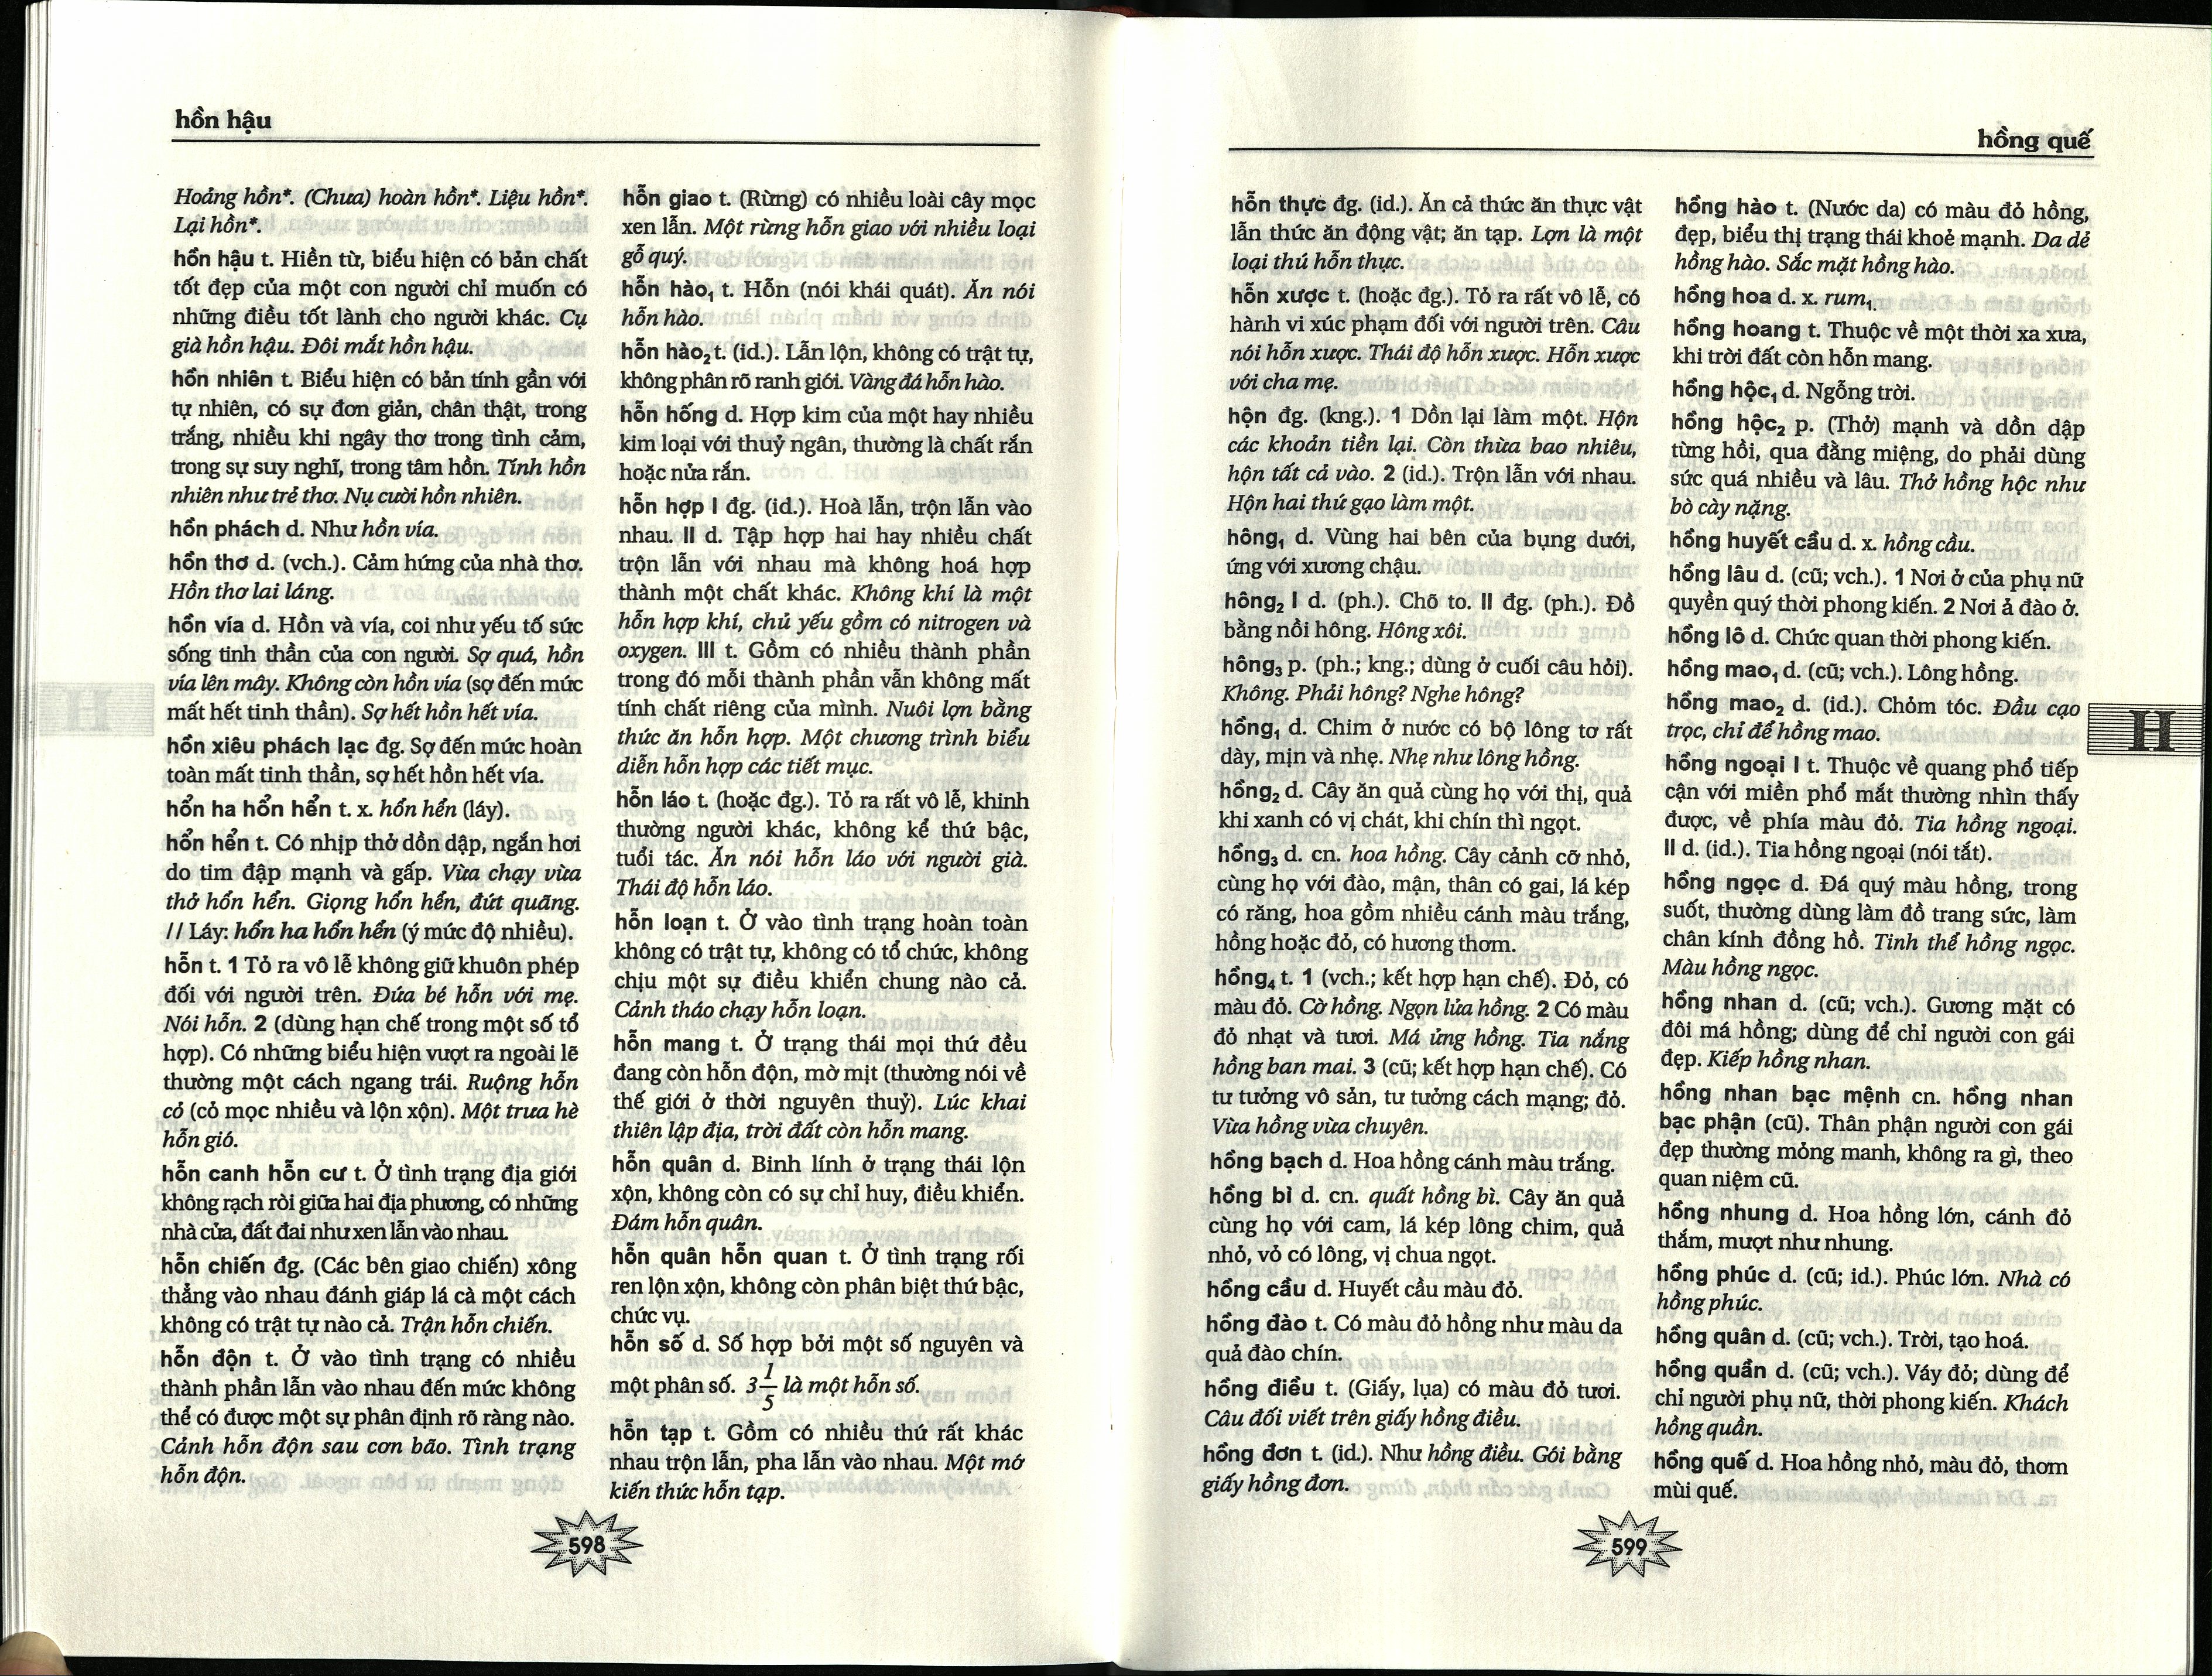 hồn hậu
Hoảng hồn*. (Chưa) hoàn hồn*. Liệu hồn*.
Lại hồn*.
hồn hậu t. Hiền từ, biểu hiện có bản chất
tốt đẹp của một con người chỉ muốn có
những điều tốt lành cho người khác. Cụ
già hồn hậu. Đôi mắt hồn hậu.
hồn nhiên t. Biểu hiện có bản tính gần với
tự nhiên, có sự đơn giản, chân thật, trong
trắng, nhiều khi ngây thơ trong tình cảm,
trong sự suy nghĩ, trong tâm hồn. Tính hồn
nhiên như trẻ thơ. Nụ cười hồn nhiên.
hồn phách d. Như hồn vía.
hồn thơ d. (vch.). Cảm hứng của nhà thơ.
Hồn thơ lai láng.
hồn vía d. Hồn và vía, coi như yếu tố sức
sống tinh thần của con người. Sợ quá, hồn
vía lên mây. Không còn hồn vía (sợ đến mức
mất hết tinh thần). Sợ hết hồn hết vía.
hồn xiêu phách lạc đg. Sợ đến mức hoàn
toàn mất tinh thần, sợ hết hồn hết vía.
hổn ha hổn hển t. x. hổn hển (láy).
hổn hển t. Có nhịp thở dồn dập, ngắn hơi
do tim đập mạnh và gấp. Vừa chạy vừa
thở hổn hển. Giọng hổn hển, đứt quãng.
// Láy: hổn ha hổn hển (ý mức độ nhiều).
hỗn t. 1 Tỏ ra vô lễ không giữ khuôn phép
đối với người trên. Đứa bé hỗn với mẹ.
Nói hỗn. 2 (dùng hạn chế trong một số tổ
hợp). Có những biểu hiện vượt ra ngoài lẽ
thường một cách ngang trái. Ruộng hỗn
cỏ (cỏ mọc nhiều và lộn xộn). Một trưa hè
hỗn gió.
hỗn canh hỗn cư t. Ở tình trạng địa giới
không rạch ròi giữa hai địa phương, có những
nhà cửa, đất đai như xen lẫn vào nhau.
hỗn chiến đg. (Các bên giao chiến) xông
thẳng vào nhau đánh giáp lá cà một cách
không có trật tự nào cả. Trận hỗn chiến.
hỗn độn t. Ở vào tình trạng có nhiều
thành phần lẫn vào nhau đến mức không
thể có được một sự phân định rõ ràng nào.
Cảnh hỗn độn sau cơn bão. Tình trạng
hỗn độn.
hỗn giao t. (Rừng) có nhiều loài cây mọc
xen lẫn. Một rừng hỗn giao với nhiều loại
gỗ quý.
hỗn hào₁ t. Hỗn (nói khái quát). Ăn nói
hỗn hào.
hỗn hào₂ t. (id.). Lẫn lộn, không có trật tự,
không phân rõ ranh giới. Vàng đá hỗn hào.
hỗn hống d. Hợp kim của một hay nhiều
kim loại với thuỷ ngân, thường là chất rắn
hoặc nửa rắn.
hỗn hợp I đg. (id.). Hoà lẫn, trộn lẫn vào
nhau. II d. Tập hợp hai hay nhiều chất
trộn lẫn với nhau mà không hoá hợp
thành một chất khác. Không khí là một
hỗn hợp khí, chủ yếu gồm có nitrogen và
oxygen. III t. Gồm có nhiều thành phần
trong đó mỗi thành phần vẫn không mất
tính chất riêng của mình. Nuôi lợn bằng
thức ăn hỗn hợp. Một chương trình biểu
diễn hỗn hợp các tiết mục.
hỗn láo t. (hoặc đg.). Tỏ ra rất vô lễ, khinh
thường người khác, không kể thứ bậc,
tuổi tác. Ăn nói hỗn láo với người già.
Thái độ hỗn láo.
hỗn loạn t. Ở vào tình trạng hoàn toàn
không có trật tự, không có tổ chức, không
chịu một sự điều khiển chung nào cả.
Cảnh tháo chạy hỗn loạn.
hỗn mang t. Ở trạng thái mọi thứ đều
đang còn hỗn độn, mờ mịt (thường nói về
thế giới ở thời nguyên thuỷ). Lúc khai
thiên lập địa, trời đất còn hỗn mang.
hỗn quân d. Binh lính ở trạng thái lộn
xộn, không còn có sự chỉ huy, điều khiển.
Đám hỗn quân.
hỗn quân hỗn quan t. Ở tình trạng rối
ren lộn xộn, không còn phân biệt thứ bậc,
chức vụ.
hỗn số d. Số hợp bởi một số nguyên và
một phân số. 3 1/5 là một hỗn số.
hỗn tạp t. Gồm có nhiều thứ rất khác
nhau trộn lẫn, pha lẫn vào nhau. Một mớ
kiến thức hỗn tạp.
598
hồng quế
hỗn thực đg. (id.). Ăn cả thức ăn thực vật
lẫn thức ăn động vật; ăn tạp. Lợn là một
loại thú hỗn thực.
hỗn xược t. (hoặc đg.). Tỏ ra rất vô lễ, có
hành vi xúc phạm đối với người trên. Câu
nói hỗn xược. Thái độ hỗn xược. Hỗn xược
với cha mẹ.
hộn đg. (kng.). 1 Dồn lại làm một. Hộn
các khoản tiền lại. Còn thừa bao nhiêu,
hộn tất cả vào. 2 (id.). Trộn lẫn với nhau.
Hộn hai thứ gạo làm một.
hông₁ d. Vùng hai bên của bụng dưới,
ứng với xương chậu.
hông₂ I d. (ph.). Chõ to. II đg. (ph.). Đồ
bằng nồi hông. Hông xôi.
hông₃ p. (ph.; kng.; dùng ở cuối câu hỏi).
Không. Phải hông? Nghe hông?
hồng₁ d. Chim ở nước có bộ lông tơ rất
dày, mịn và nhẹ. Nhẹ như lông hồng.
hồng₂ d. Cây ăn quả cùng họ với thị, quả
khi xanh có vị chát, khi chín thì ngọt.
hồng₃ d. cn. hoa hồng. Cây cảnh cỡ nhỏ,
cùng họ với đào, mận, thân có gai, lá kép
có răng, hoa gồm nhiều cánh màu trắng,
hồng hoặc đỏ, có hương thơm.
hồng₄ t. 1 (vch.; kết hợp hạn chế). Đỏ, có
màu đỏ. Cờ hồng. Ngọn lửa hồng. 2 Có màu
đỏ nhạt và tươi. Má ửng hồng. Tia nắng
hồng ban mai. 3 (cũ; kết hợp hạn chế). Có
tư tưởng vô sản, tư tưởng cách mạng; đỏ.
Vừa hồng vừa chuyên.
hồng bạch d. Hoa hồng cánh màu trắng.
hồng bì d. cn. quất hồng bì. Cây ăn quả
cùng họ với cam, lá kép lông chim, quả
nhỏ, vỏ có lông, vị chua ngọt.
hồng cầu d. Huyết cầu màu đỏ.
hồng đào t. Có màu đỏ hồng như màu da
quả đào chín.
hồng điều t. (Giấy, lụa) có màu đỏ tươi.
Câu đối viết trên giấy hồng điều.
hồng đơn t. (id.). Như hồng điều. Gói bằng
giấy hồng đơn.
hồng hào t. (Nước da) có màu đỏ hồng,
đẹp, biểu thị trạng thái khoẻ mạnh. Da dẻ
hồng hào. Sắc mặt hồng hào.
hồng hoa d. x. rum₁.
hồng hoang t. Thuộc về một thời xa xưa,
khi trời đất còn hỗn mang.
hồng hộc₁ d. Ngỗng trời.
hồng hộc₂ p. (Thở) mạnh và dồn dập
từng hồi, qua đằng miệng, do phải dùng
sức quá nhiều và lâu. Thở hồng hộc như
bò cày nặng.
hồng huyết cầu d. x. hồng cầu.
hồng lâu d. (cũ; vch.). 1 Nơi ở của phụ nữ
quyền quý thời phong kiến. 2 Nơi ả đào ở.
hồng lô d. Chức quan thời phong kiến.
hồng mao₁ d. (cũ; vch.). Lông hồng.
hồng mao₂ d. (id.). Chỏm tóc. Đầu cạo
trọc, chỉ để hồng mao.
H
hồng ngoại I t. Thuộc về quang phổ tiếp
cận với miền phổ mắt thường nhìn thấy
được, về phía màu đỏ. Tia hồng ngoại.
II d. (id.). Tia hồng ngoại (nói tắt).
hồng ngọc d. Đá quý màu hồng, trong
suốt, thường dùng làm đồ trang sức, làm
chân kính đồng hồ. Tinh thể hồng ngọc.
Màu hồng ngọc.
hồng nhan d. (cũ; vch.). Gương mặt có
đôi má hồng; dùng để chỉ người con gái
đẹp. Kiếp hồng nhan.
hồng nhan bạc mệnh cn. hồng nhan
bạc phận (cũ). Thân phận người con gái
đẹp thường mỏng manh, không ra gì, theo
quan niệm cũ.
hồng nhung d. Hoa hồng lớn, cánh đỏ
thắm, mượt như nhung.
hồng phúc d. (cũ; id.). Phúc lớn. Nhà có
hồng phúc.
hồng quân d. (cũ; vch.). Trời, tạo hoá.
hồng quần d. (cũ; vch.). Váy đỏ; dùng để
chỉ người phụ nữ, thời phong kiến. Khách
hồng quần.
hồng quế d. Hoa hồng nhỏ, màu đỏ, thơm
mùi quế.
599